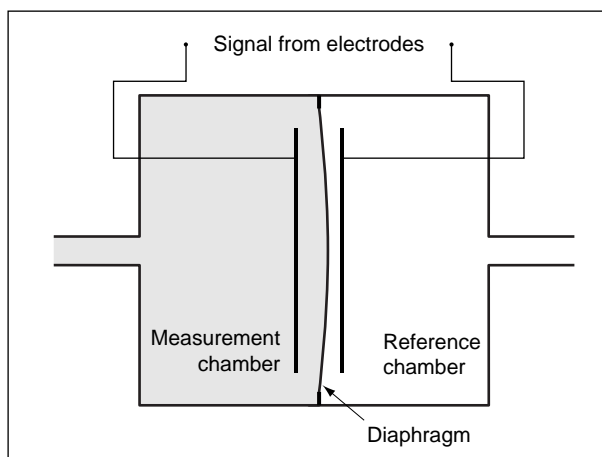 Signal from electrodes
Measurement
chamber
Reference
chamber
Diaphragm